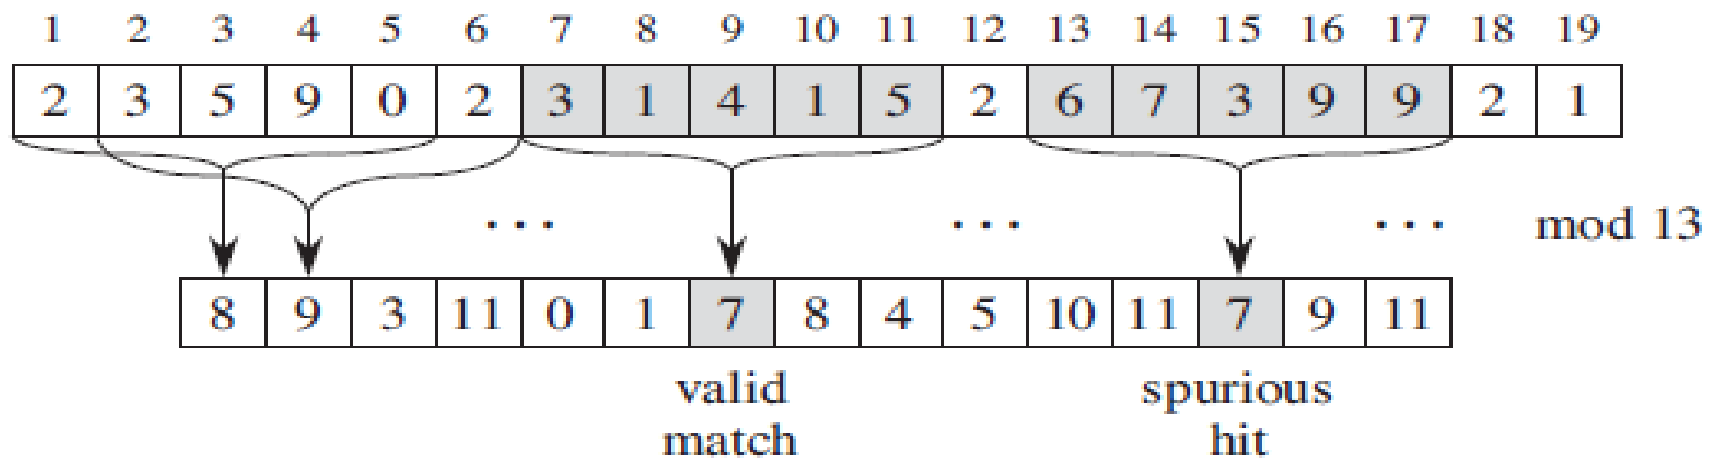 1 2 3 4 5 6 7 8 9 10 11 12 13 14 15 16 17 18 19
2 3 5 9 0 2 3 1 4 1 5 2 6 7 3 9 9 2 1
... ... ... mod 13
8 9 3 11 0 1 7 8 4 5 10 11 7 9 11
valid spurious
match hit